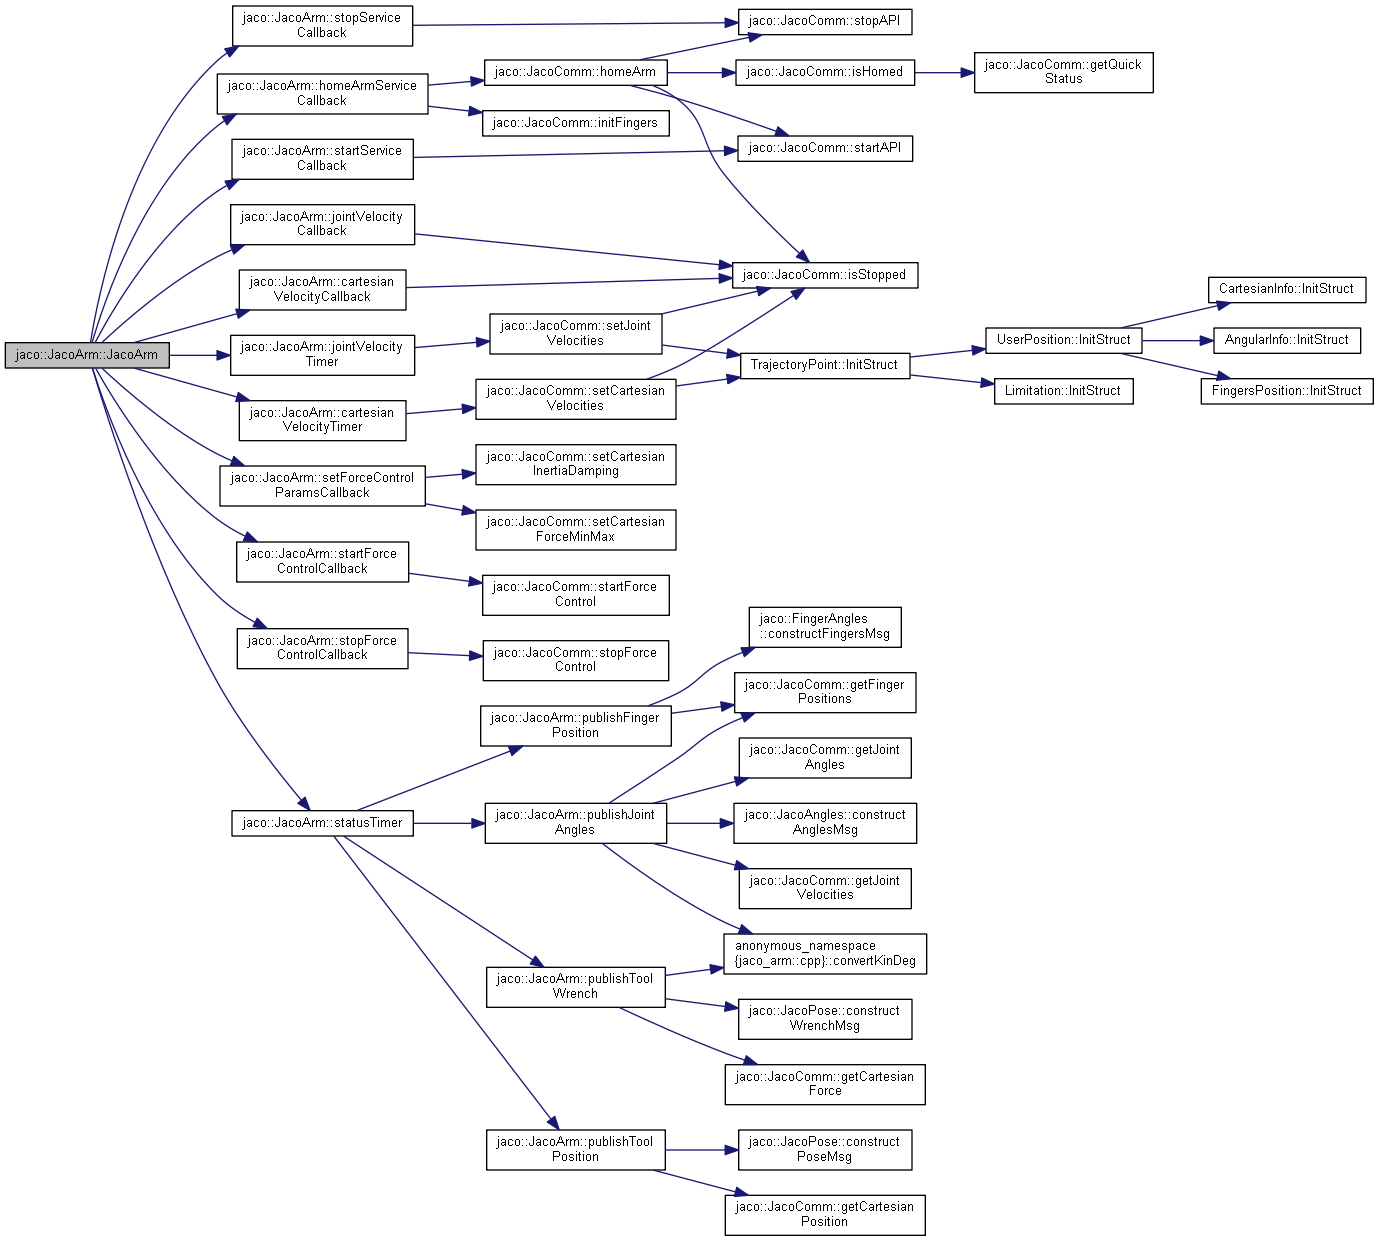 jaco::JacoArm::JacoArm
jaco::JacoArm::stopService
Callback
jaco::JacoArm::homeArmService
Callback
jaco::JacoArm::startService
Callback
jaco::JacoArm::jointVelocity
Callback
jaco::JacoArm::cartesian
VelocityCallback
jaco::JacoArm::jointVelocity
Timer
jaco::JacoArm::cartesian
VelocityTimer
jaco::JacoArm::setForceControl
ParamsCallback
jaco::JacoArm::startForce
ControlCallback
jaco::JacoArm::stopForce
ControlCallback
jaco::JacoArm::statusTimer
jaco::JacoComm::homeArm
jaco::JacoComm::initFingers
jaco::JacoComm::setJoint
Velocities
jaco::JacoComm::setCartesian
Velocities
jaco::JacoComm::setCartesian
InertiaDamping
jaco::JacoComm::setCartesian
ForceMinMax
jaco::JacoComm::startForce
Control
jaco::JacoComm::stopForce
Control
jaco::JacoArm::publishFinger
Position
jaco::JacoArm::publishJoint
Angles
jaco::JacoArm::publishTool
Wrench
jaco::JacoArm::publishTool
Position
jaco::JacoComm::stopAPI
jaco::JacoComm::isHomed
jaco::JacoComm::startAPI
jaco::JacoComm::isStopped
TrajectoryPoint::InitStruct
jaco::FingerAngles
::constructFingersMsg
jaco::JacoComm::getFinger
Positions
jaco::JacoComm::getJoint
Angles
jaco::JacoAngles::construct
AnglesMsg
jaco::JacoComm::getJoint
Velocities
anonymous_namespace
{jaco_arm::cpp}::convertKinDeg
jaco::JacoPose::construct
WrenchMsg
jaco::JacoComm::getCartesian
Force
jaco::JacoPose::construct
PoseMsg
jaco::JacoComm::getCartesian
Position
jaco::JacoComm::getQuick
Status
UserPosition::InitStruct
Limitation::InitStruct
CartesianInfo::InitStruct
AngularInfo::InitStruct
FingersPosition::InitStruct